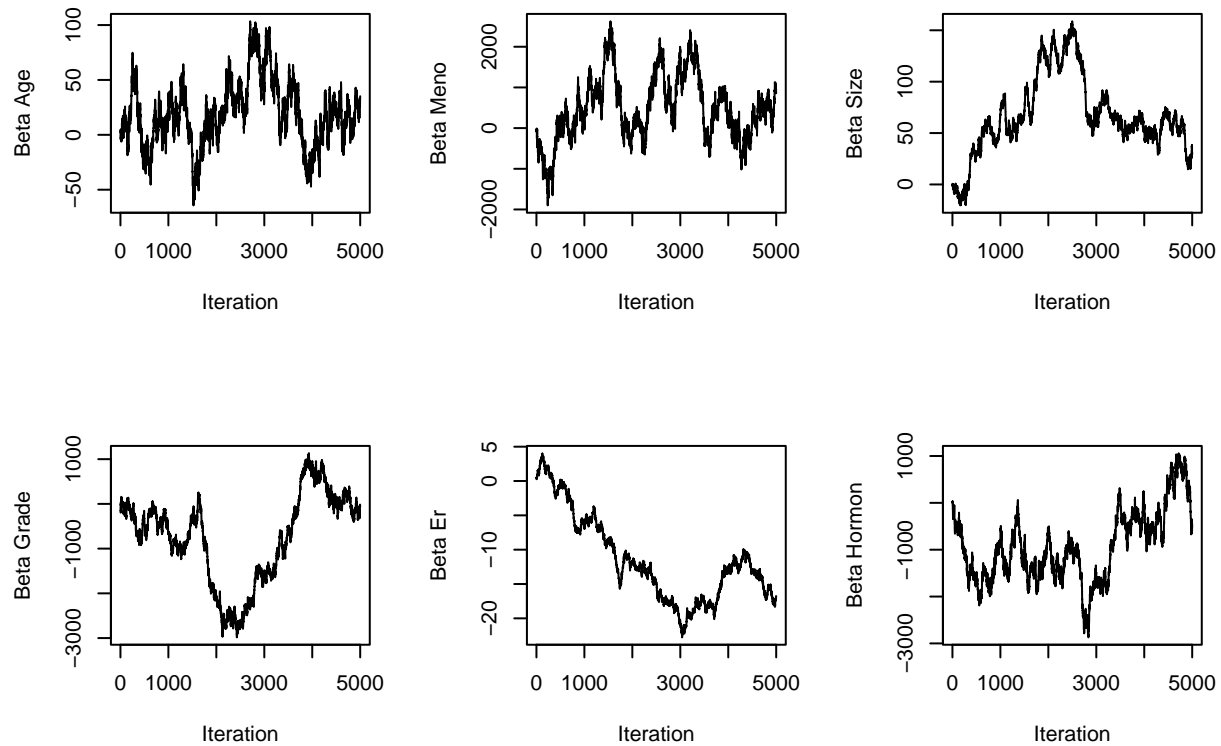 Beta Age
−50 0 50 100
0 1000 3000 5000
Iteration
Beta Meno
−2000 0 2000
0 1000 3000 5000
Iteration
Beta Size
0 50 100
0 1000 3000 5000
Iteration
Beta Grade
−3000 −1000 1000
0 1000 3000 5000
Iteration
Beta Er
−20 −10 0 5
0 1000 3000 5000
Iteration
Beta Hormon
−3000 −1000 1000
0 1000 3000 5000
Iteration